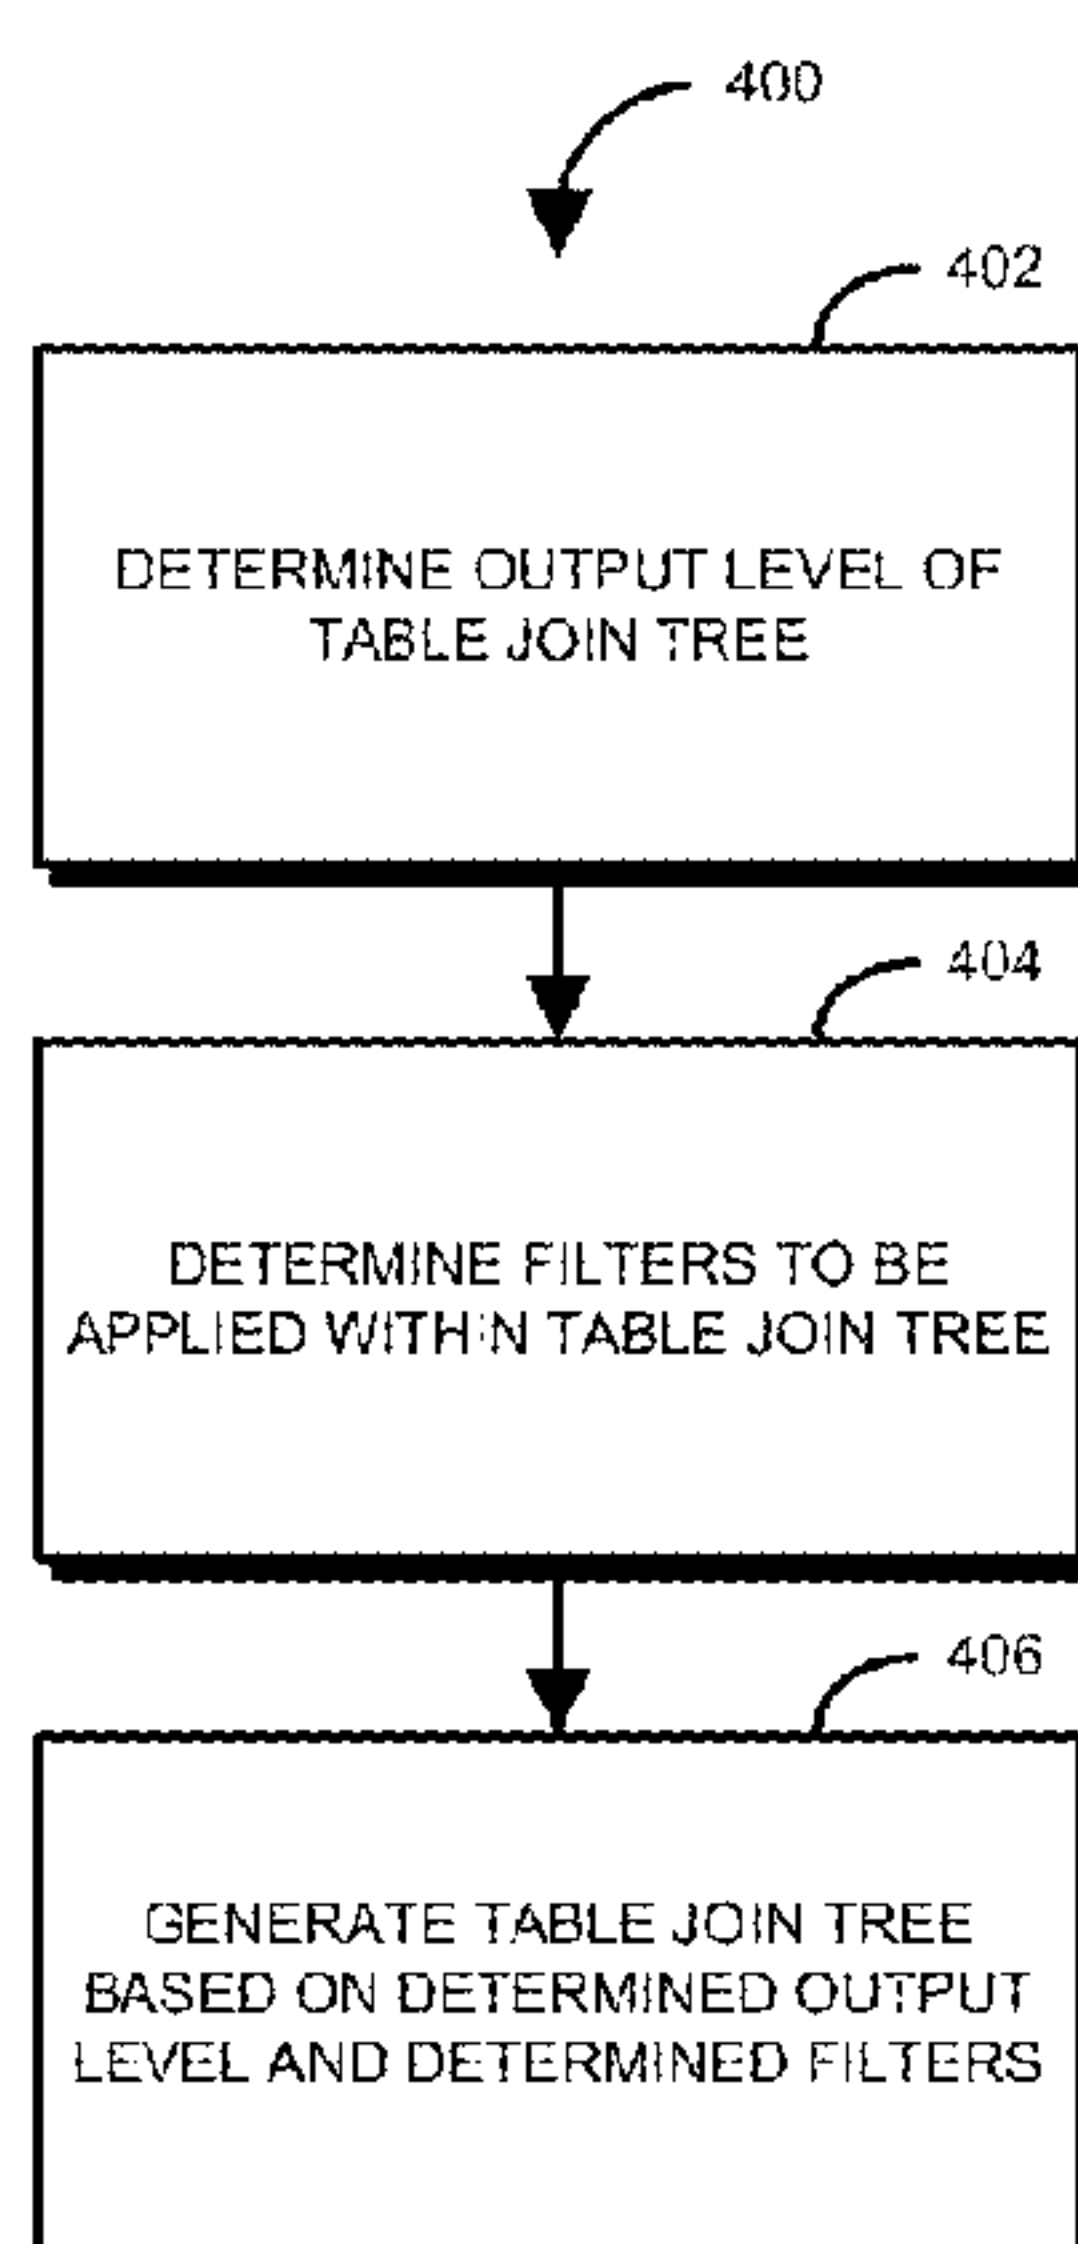 400
402
DETERMINE OUTPUT LEVEL OF
TABLE JOIN TREE
404
DETERMINE FILTERS TO BE
APPLIED WITHIN TABLE JOIN TREE
406
GENERATE TABLE JOIN TREE
BASED ON DETERMINED OUTPUT
LEVEL AND DETERMINED FILTERS